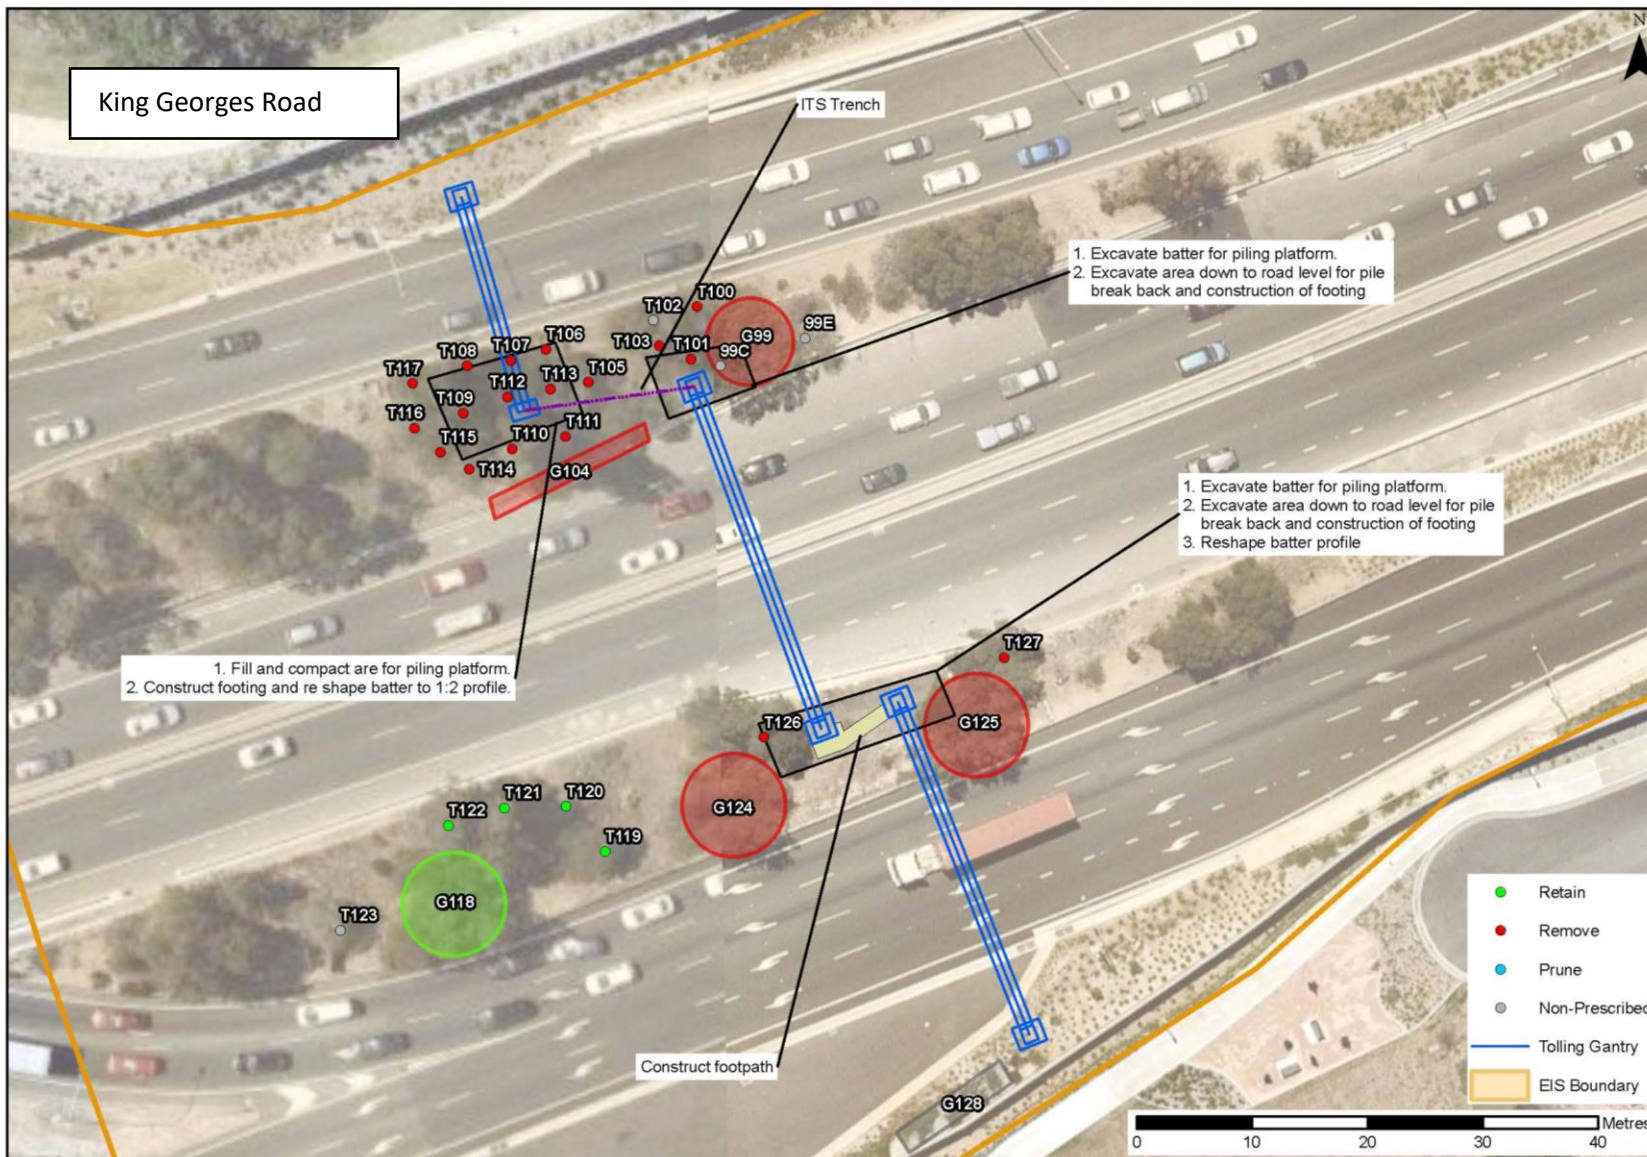 King Georges Road
N
ITS Trench
1. Excavate batter for piling platform.
2. Excavate area down to road level for pile
break back and construction of footing
T102
T100
T103
T101
G99
99E
99C
T106
T107
T108
T117
T112
T113
T105
T109
T116
T111
T115
T110
T114
G104
1. Excavate batter for piling platform.
2. Excavate area down to road level for pile
break back and construction of footing
3. Reshape batter profile
1. Fill and compact are for piling platform.
2. Construct footing and re shape batter to 1:2 profile.
T127
T126
G125
G124
T122
T121
T120
T119
G118
T123
Construct footpath
G128
Retain
Remove
Prune
Non-Prescribed
Tolling Gantry
EIS Boundary
Metres
0 10 20 30 40